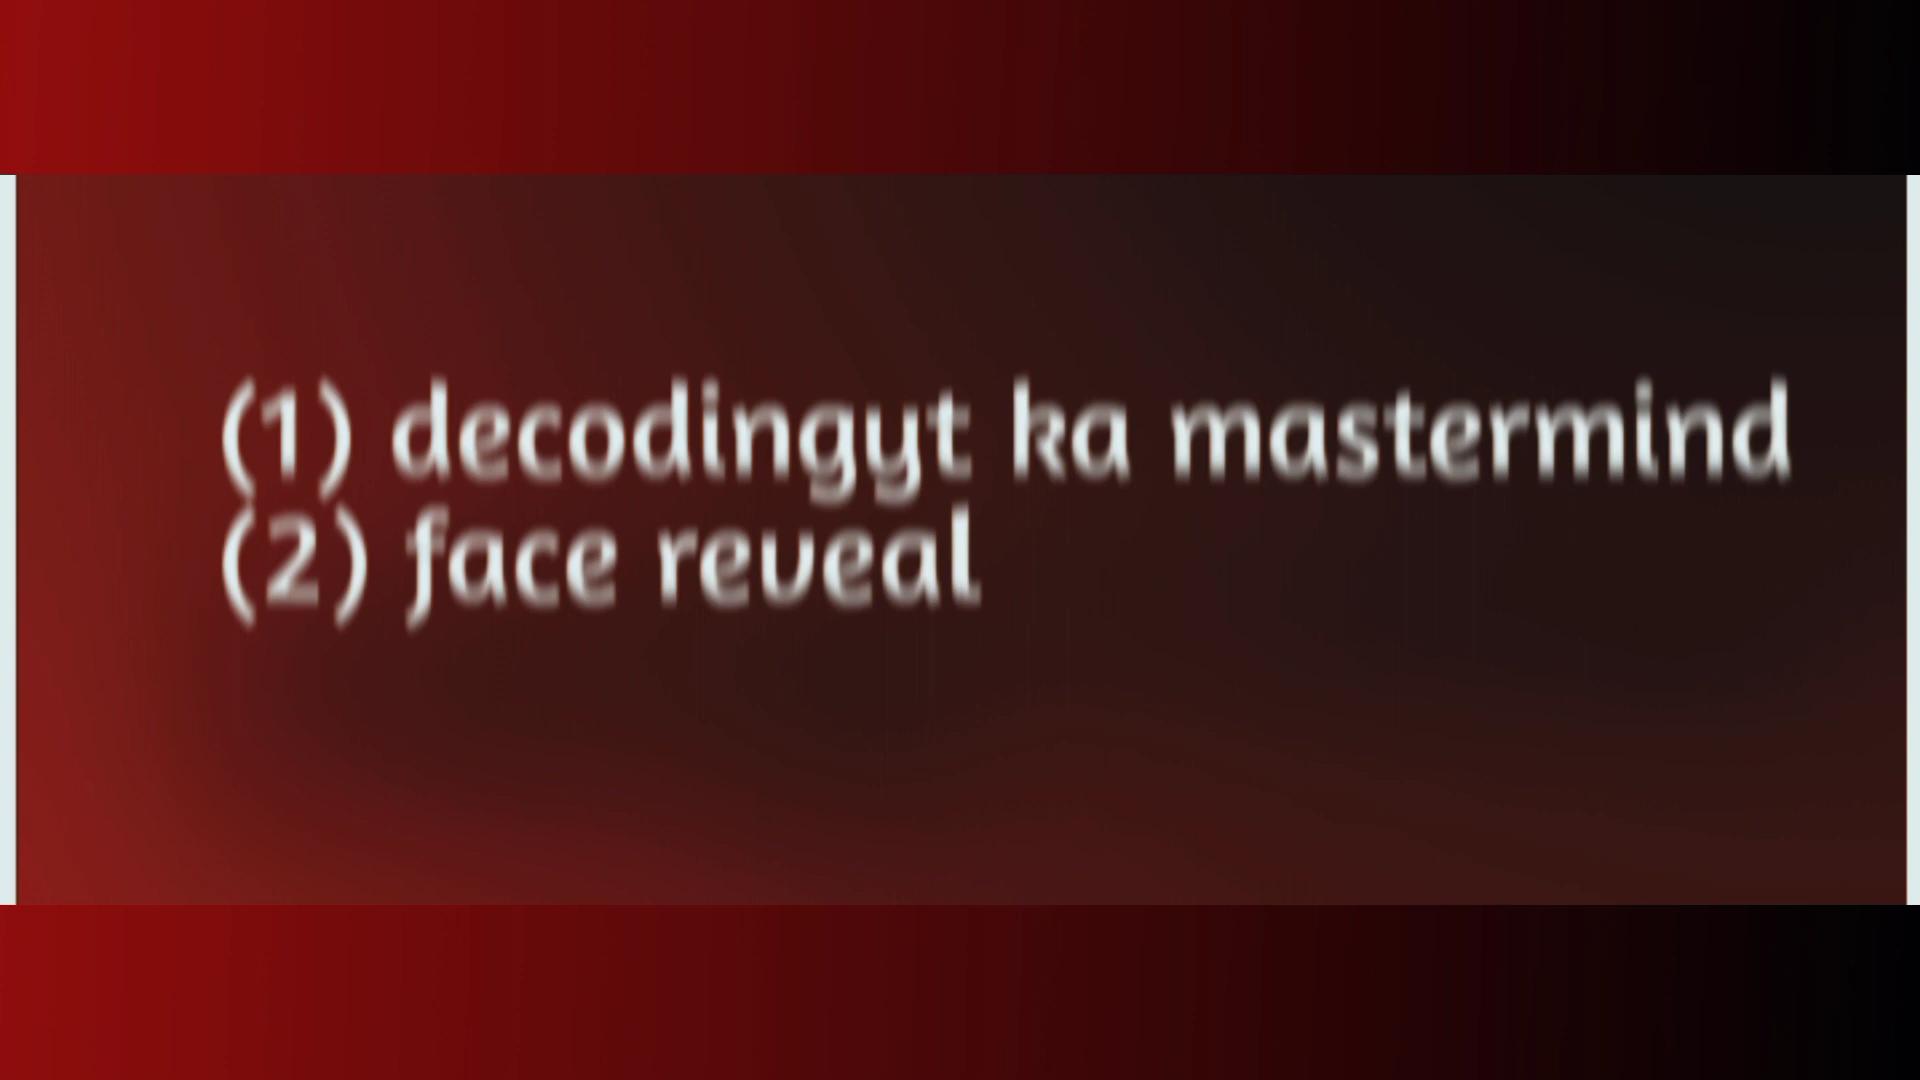 (1) decodingyt ka mastermind
(2) face reveal